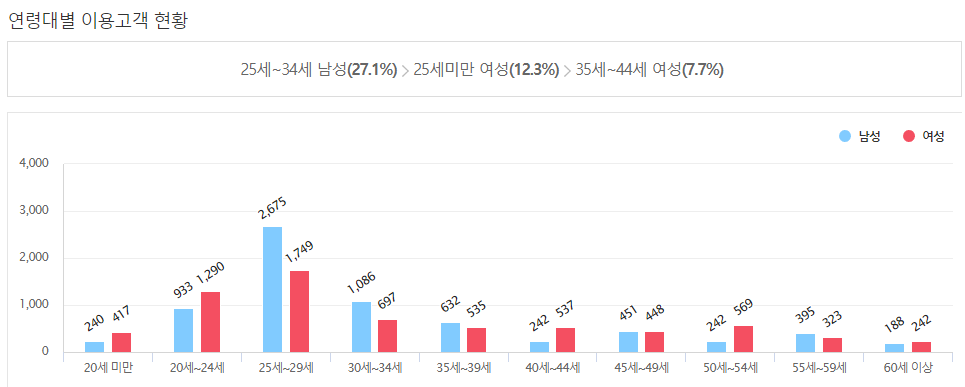 연령대별 이용고객 현황
25세~34세 남성(27.1%) > 25세미만 여성(12.3%) > 35세~44세 여성(7.7%)
남성 여성
4,000
3,000
2,000
1,000
0
240 417 933 1,290 2,675 1,749 1,086 697 632 535 242 537 451 448 242 569 395 323 188 242
20세 미만 20세~24세 25세~29세 30세~34세 35세~39세 40세~44세 45세~49세 50세~54세 55세~59세 60세 이상